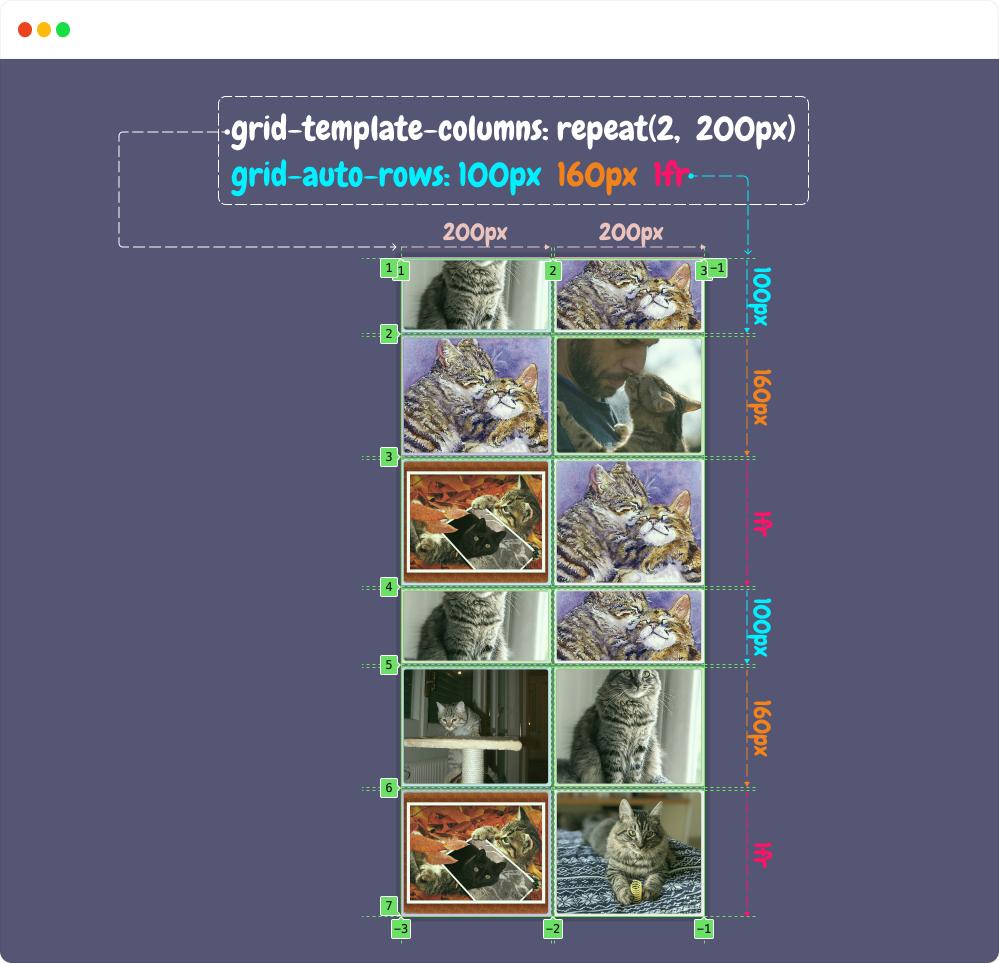 grid-template-columns: repeat(2, 200px)
grid-auto-rows: 100px 160px 1fr
200px 200px
1 1 2 3 -1
100px
2
160px
3
1fr
4
100px
5
160px
6
1fr
7
-3 -2 -1